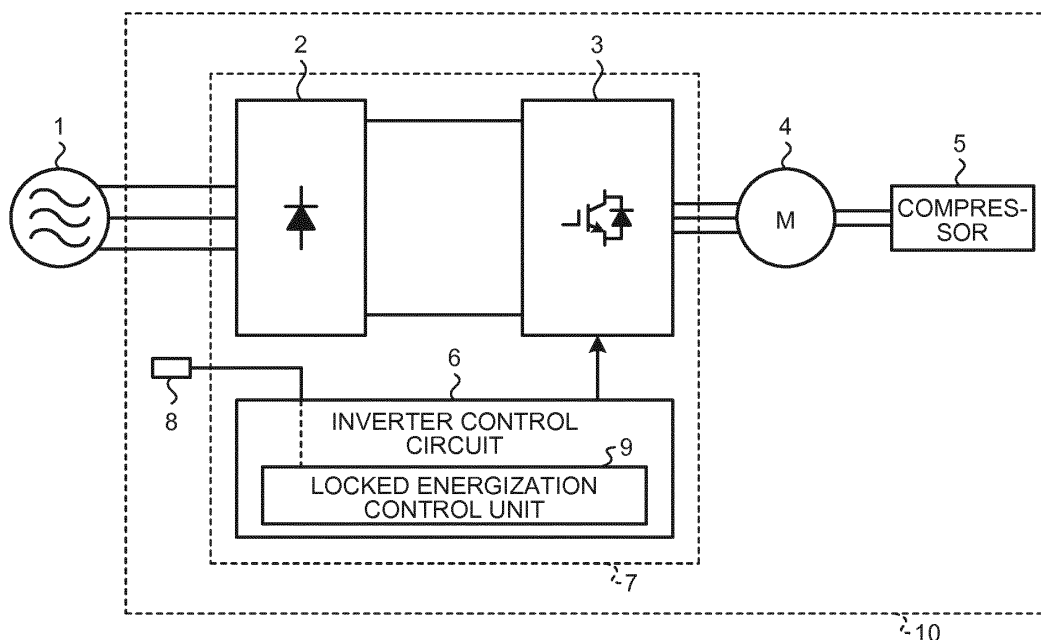 1
2
3
4
5
M
COMPRES-
SOR
8
6
INVERTER CONTROL
CIRCUIT
9
LOCKED ENERGIZATION
CONTROL UNIT
7
10